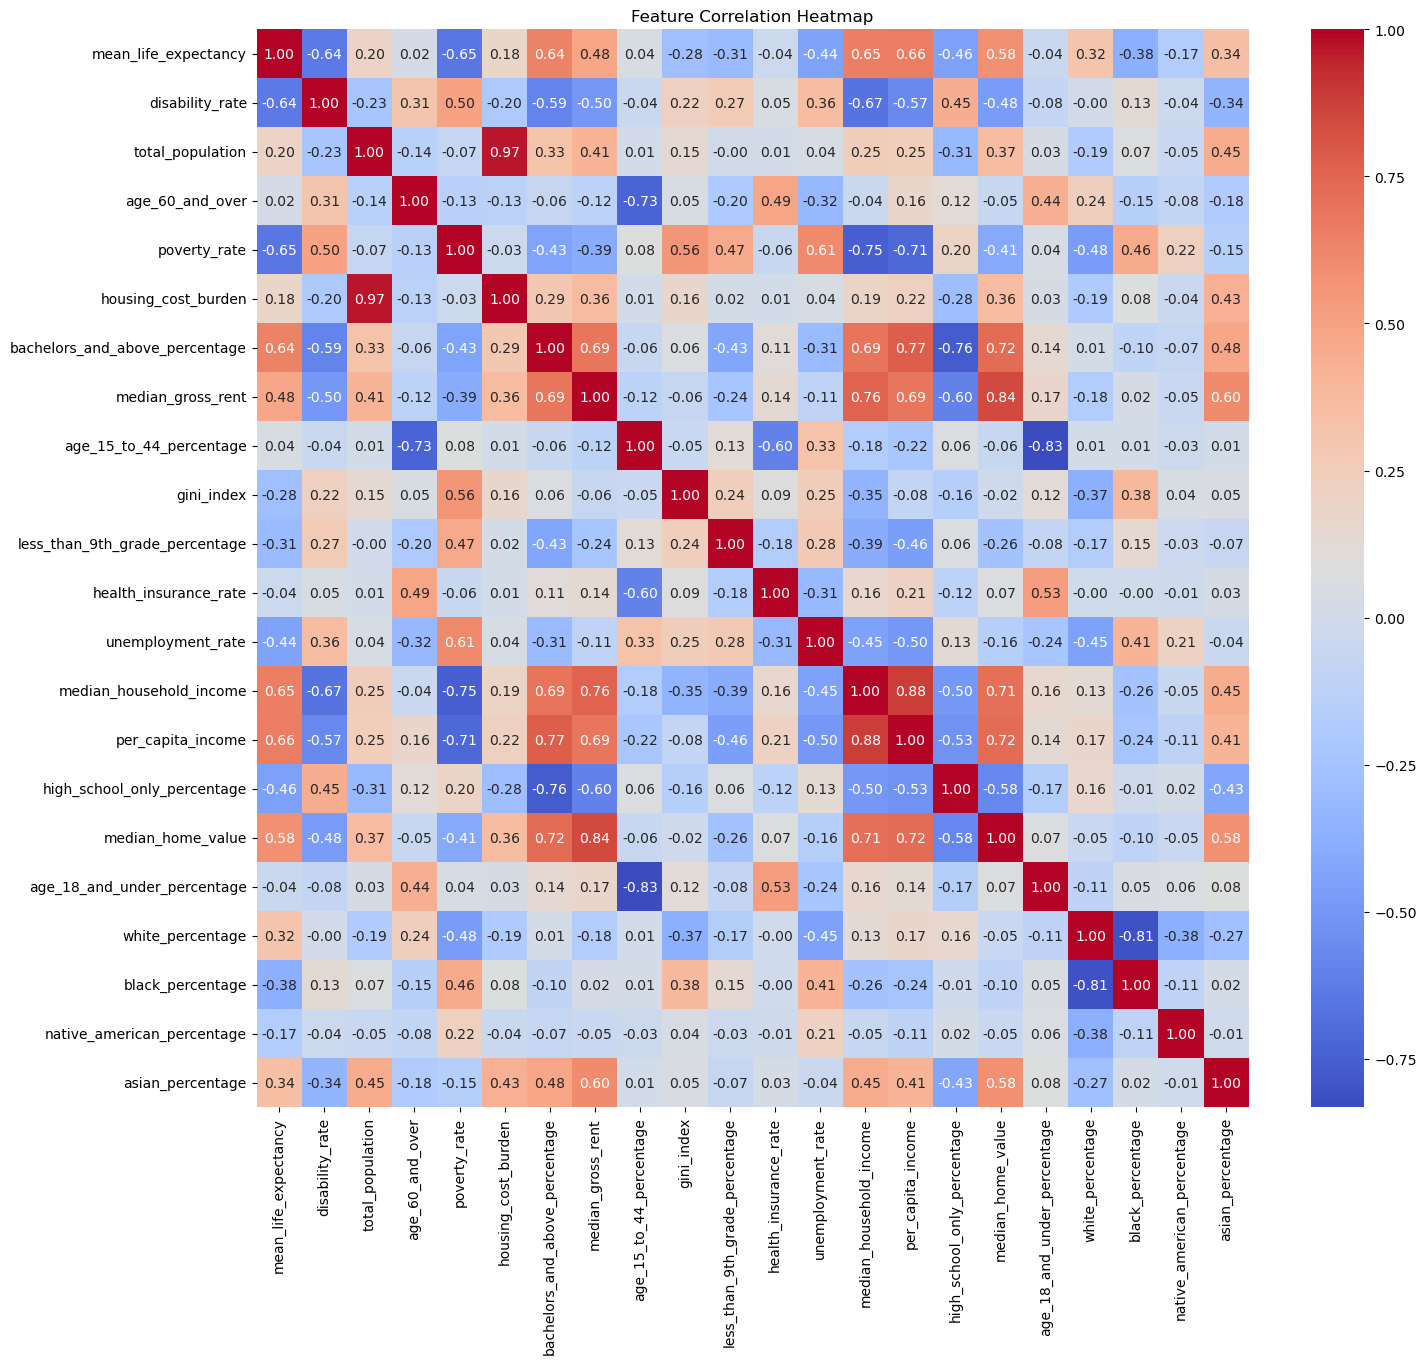 Feature Correlation Heatmap
mean_life_expectancy 1.00 -0.64 0.20 0.02 -0.65 0.18 0.64 0.48 0.04 -0.28 -0.31 -0.04 -0.44 0.65 0.66 -0.46 0.58 -0.04 0.32 -0.38 -0.17 0.34
disability_rate -0.64 1.00 -0.23 0.31 0.50 -0.20 -0.59 -0.50 -0.04 0.22 0.27 0.05 0.36 -0.67 -0.57 0.45 -0.48 -0.08 -0.00 0.13 -0.04 -0.34
total_population 0.20 -0.23 1.00 -0.14 -0.07 0.97 0.33 0.41 0.01 0.15 -0.00 0.01 0.04 0.25 0.25 -0.31 0.37 0.03 -0.19 0.07 -0.05 0.45
age_60_and_over 0.02 0.31 -0.14 1.00 -0.13 -0.13 -0.06 -0.12 -0.73 0.05 -0.20 0.49 -0.32 -0.04 0.16 0.12 -0.05 0.44 0.24 -0.15 -0.08 -0.18
poverty_rate -0.65 0.50 -0.07 -0.13 1.00 -0.03 -0.43 -0.39 0.08 0.56 0.47 -0.06 0.61 -0.75 -0.71 0.20 -0.41 0.04 -0.48 0.46 0.22 -0.15
housing_cost_burden 0.18 -0.20 0.97 -0.13 -0.03 1.00 0.29 0.36 0.01 0.16 0.02 0.01 0.04 0.19 0.22 -0.28 0.36 0.03 -0.19 0.08 -0.04 0.43
bachelors_and_above_percentage 0.64 -0.59 0.33 -0.06 -0.43 0.29 1.00 0.69 -0.06 0.06 -0.43 0.11 -0.31 0.69 0.77 -0.76 0.72 0.14 0.01 -0.10 -0.07 0.48
median_gross_rent 0.48 -0.50 0.41 -0.12 -0.39 0.36 0.69 1.00 -0.12 -0.06 -0.24 0.14 -0.11 0.76 0.69 -0.60 0.84 0.17 -0.18 0.02 -0.05 0.60
age_15_to_44_percentage 0.04 -0.04 0.01 -0.73 0.08 0.01 -0.06 -0.12 1.00 -0.05 0.13 -0.60 0.33 -0.18 -0.22 0.06 -0.06 -0.83 0.01 0.01 -0.03 0.01
gini_index -0.28 0.22 0.15 0.05 0.56 0.16 0.06 -0.06 -0.05 1.00 0.24 0.09 0.25 -0.35 -0.08 -0.16 -0.02 0.12 -0.37 0.38 0.04 0.05
less_than_9th_grade_percentage -0.31 0.27 -0.00 -0.20 0.47 0.02 -0.43 -0.24 0.13 0.24 1.00 -0.18 0.28 -0.39 -0.46 0.06 -0.26 -0.08 -0.17 0.15 -0.03 -0.07
health_insurance_rate -0.04 0.05 0.01 0.49 -0.06 0.01 0.11 0.14 -0.60 0.09 -0.18 1.00 -0.31 0.16 0.21 -0.12 0.07 0.53 -0.00 -0.00 -0.01 0.03
unemployment_rate -0.44 0.36 0.04 -0.32 0.61 0.04 -0.31 -0.11 0.33 0.25 0.28 -0.31 1.00 -0.45 -0.50 0.13 -0.16 -0.24 -0.45 0.41 0.21 -0.04
median_household_income 0.65 -0.67 0.25 -0.04 -0.75 0.19 0.69 0.76 -0.18 -0.35 -0.39 0.16 -0.45 1.00 0.88 -0.50 0.71 0.16 0.13 -0.26 -0.05 0.45
per_capita_income 0.66 -0.57 0.25 0.16 -0.71 0.22 0.77 0.69 -0.22 -0.08 -0.46 0.21 -0.50 0.88 1.00 -0.53 0.72 0.14 0.17 -0.24 -0.11 0.41
high_school_only_percentage -0.46 0.45 -0.31 0.12 0.20 -0.28 -0.76 -0.60 0.06 -0.16 0.06 -0.12 0.13 -0.50 -0.53 1.00 -0.58 -0.17 0.16 -0.01 0.02 -0.43
median_home_value 0.58 -0.48 0.37 -0.05 -0.41 0.36 0.72 0.84 -0.06 -0.02 -0.26 0.07 -0.16 0.71 0.72 -0.58 1.00 0.07 -0.05 -0.10 -0.05 0.58
age_18_and_under_percentage -0.04 -0.08 0.03 0.44 0.04 0.03 0.14 0.17 -0.83 0.12 -0.08 0.53 -0.24 0.16 0.14 -0.17 0.07 1.00 -0.11 0.05 0.06 0.08
white_percentage 0.32 -0.00 -0.19 0.24 -0.48 -0.19 0.01 -0.18 0.01 -0.37 -0.17 -0.00 -0.45 0.13 0.17 0.16 -0.05 -0.11 1.00 -0.81 -0.38 -0.27
black_percentage -0.38 0.13 0.07 -0.15 0.46 0.08 -0.10 0.02 0.01 0.38 0.15 -0.00 0.41 -0.26 -0.24 -0.01 -0.10 0.05 -0.81 1.00 -0.11 0.02
native_american_percentage -0.17 -0.04 -0.05 -0.08 0.22 -0.04 -0.07 -0.05 -0.03 0.04 -0.03 -0.01 0.21 -0.05 -0.11 0.02 -0.05 0.06 -0.38 -0.11 1.00 -0.01
asian_percentage 0.34 -0.34 0.45 -0.18 -0.15 0.43 0.48 0.60 0.01 0.05 -0.07 0.03 -0.04 0.45 0.41 -0.43 0.58 0.08 -0.27 0.02 -0.01 1.00
mean_life_expectancy
disability_rate
total_population
age_60_and_over
poverty_rate
housing_cost_burden
bachelors_and_above_percentage
median_gross_rent
age_15_to_44_percentage
gini_index
less_than_9th_grade_percentage
health_insurance_rate
unemployment_rate
median_household_income
per_capita_income
high_school_only_percentage
median_home_value
age_18_and_under_percentage
white_percentage
black_percentage
native_american_percentage
asian_percentage
1.00
0.75
0.50
0.25
0.00
−0.25
−0.50
−0.75